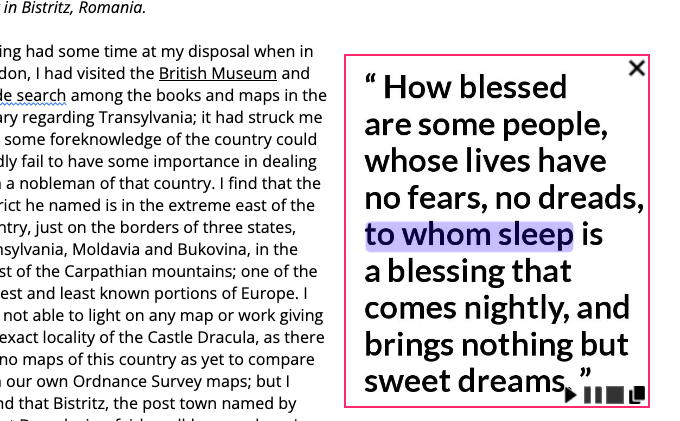 in Bistritz, Romania.
ing had some time at my disposal when in
don, I had visited the British Museum and
de search among the books and maps in the
ary regarding Transylvania; it had struck me
some foreknowledge of the country could
dly fail to have some importance in dealing
a nobleman of that country. I find that the
rict he named is in the extreme east of the
ntry, just on the borders of three states,
nsylvania, Moldavia and Bukovina, in the
st of the Carpathian mountains; one of the
est and least known portions of Europe. I
not able to light on any map or work giving
exact locality of the Castle Dracula, as there
no maps of this country as yet to compare
our own Ordnance Survey maps; but I
nd that Bistritz, the post town named by
“ How blessed
are some people,
whose lives have
no fears, no dreads,
to whom sleep is
a blessing that
comes nightly, and
brings nothing but
sweet dreams. ”